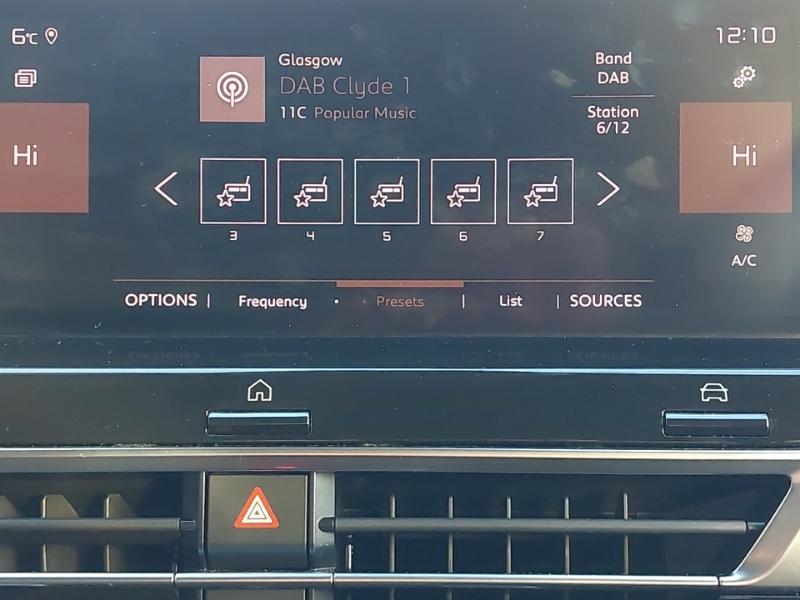 6°C
12:10
Glasgow
DAB Clyde 1
11C Popular Music
Band
DAB
Station
6/12
Hi
Hi
3 4 5 6 7
A/C
OPTIONS | Frequency Presets | List | SOURCES